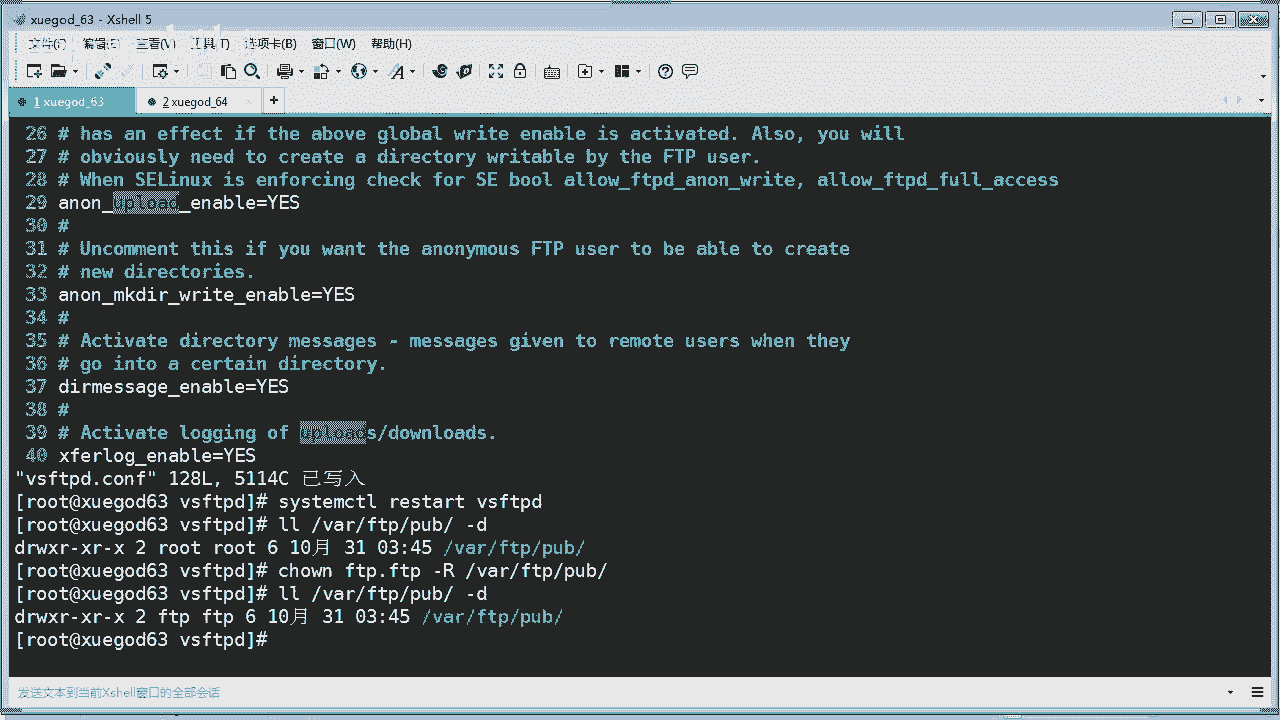 xuegod_63 - Xshell 5
文件(F) 编辑(E) 查看(V) 工具(T) 选项卡(B) 窗口(W) 帮助(H)
1 xuegod_63 2 xuegod_64 +
26 # has an effect if the above global write enable is activated. Also, you will
27 # obviously need to create a directory writable by the FTP user.
28 # When SELinux is enforcing check for SE bool allow_ftpd_anon_write, allow_ftpd_full_access
29 anon_upload_enable=YES
30 #
31 # Uncomment this if you want the anonymous FTP user to be able to create
32 # new directories.
33 anon_mkdir_write_enable=YES
34 #
35 # Activate directory messages - messages given to remote users when they
36 # go into a certain directory.
37 dirmessage_enable=YES
38 #
39 # Activate logging of uploads/downloads.
40 xferlog_enable=YES
"vsftpd.conf" 128L, 5114C 已写入
[root@xuegod63 vsftpd]# systemctl restart vsftpd
[root@xuegod63 vsftpd]# ll /var/ftp/pub/ -d
drwxr-xr-x 2 root root 6 10月 31 03:45 /var/ftp/pub/
[root@xuegod63 vsftpd]# chown ftp.ftp -R /var/ftp/pub/
[root@xuegod63 vsftpd]# ll /var/ftp/pub/ -d
drwxr-xr-x 2 ftp ftp 6 10月 31 03:45 /var/ftp/pub/
[root@xuegod63 vsftpd]#
发送文本到当前Xshell窗口的全部会话